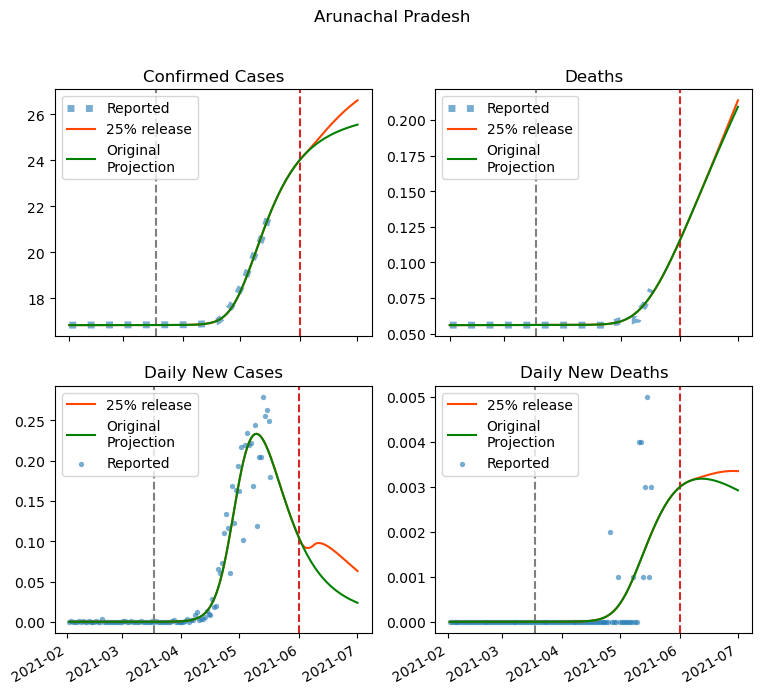 Arunachal Pradesh
Confirmed Cases
Reported
25% release
Original
Projection
26
24
22
20
18
Deaths
Reported
25% release
Original
Projection
0.200
0.175
0.150
0.125
0.100
0.075
0.050
Daily New Cases
25% release
Original
Projection
Reported
0.25
0.20
0.15
0.10
0.05
0.00
2021-02
2021-03
2021-04
2021-05
2021-06
2021-07
Daily New Deaths
25% release
Original
Projection
Reported
0.005
0.004
0.003
0.002
0.001
0.000
2021-02
2021-03
2021-04
2021-05
2021-06
2021-07